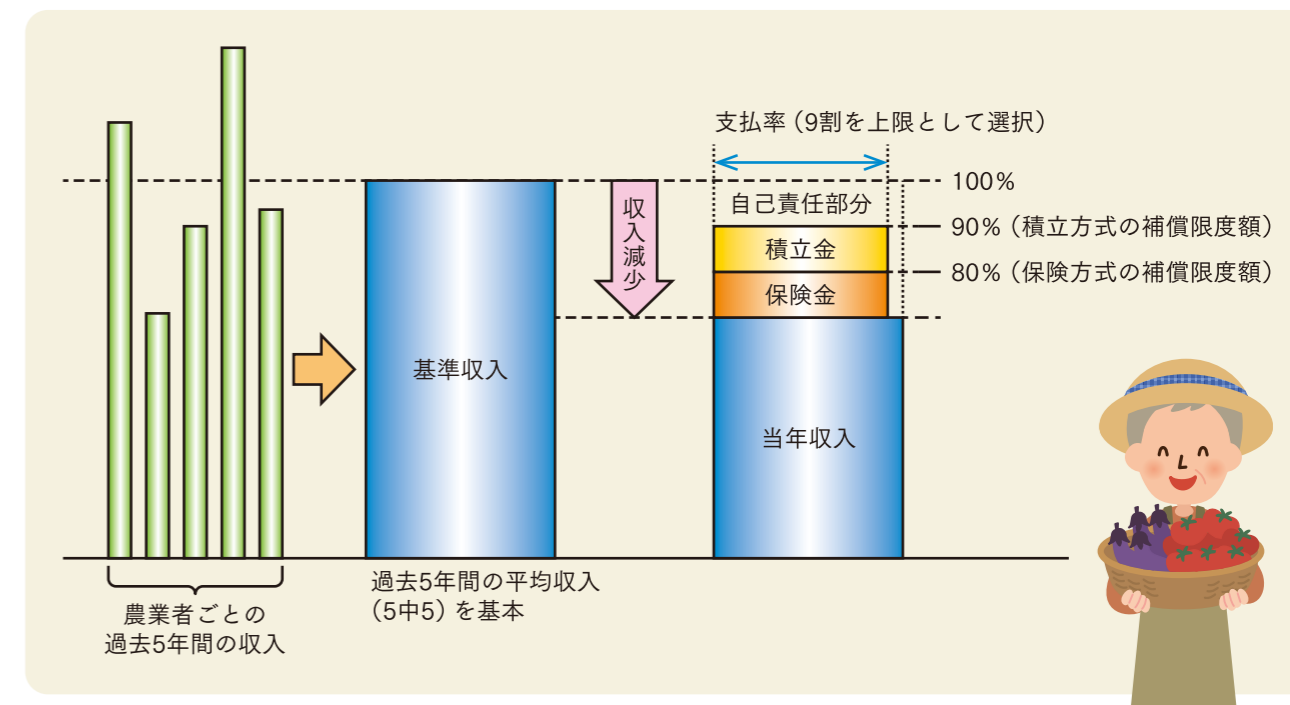 支払率（9割を上限として選択）
100%
収入減少
自己責任部分
90%（積立方式の補償限度額）
積立金
80%（保険方式の補償限度額）
保険金
基準収入
当年収入
過去5年間の平均収入
（5中5）を基本
農業者ごとの
過去5年間の収入